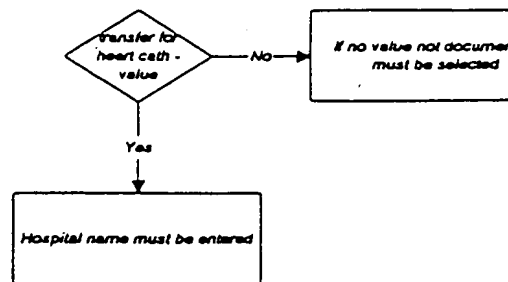 transfer for
heart cath -
value
No
If no value not documen
must be selected
Yes
Hospital name must be entered